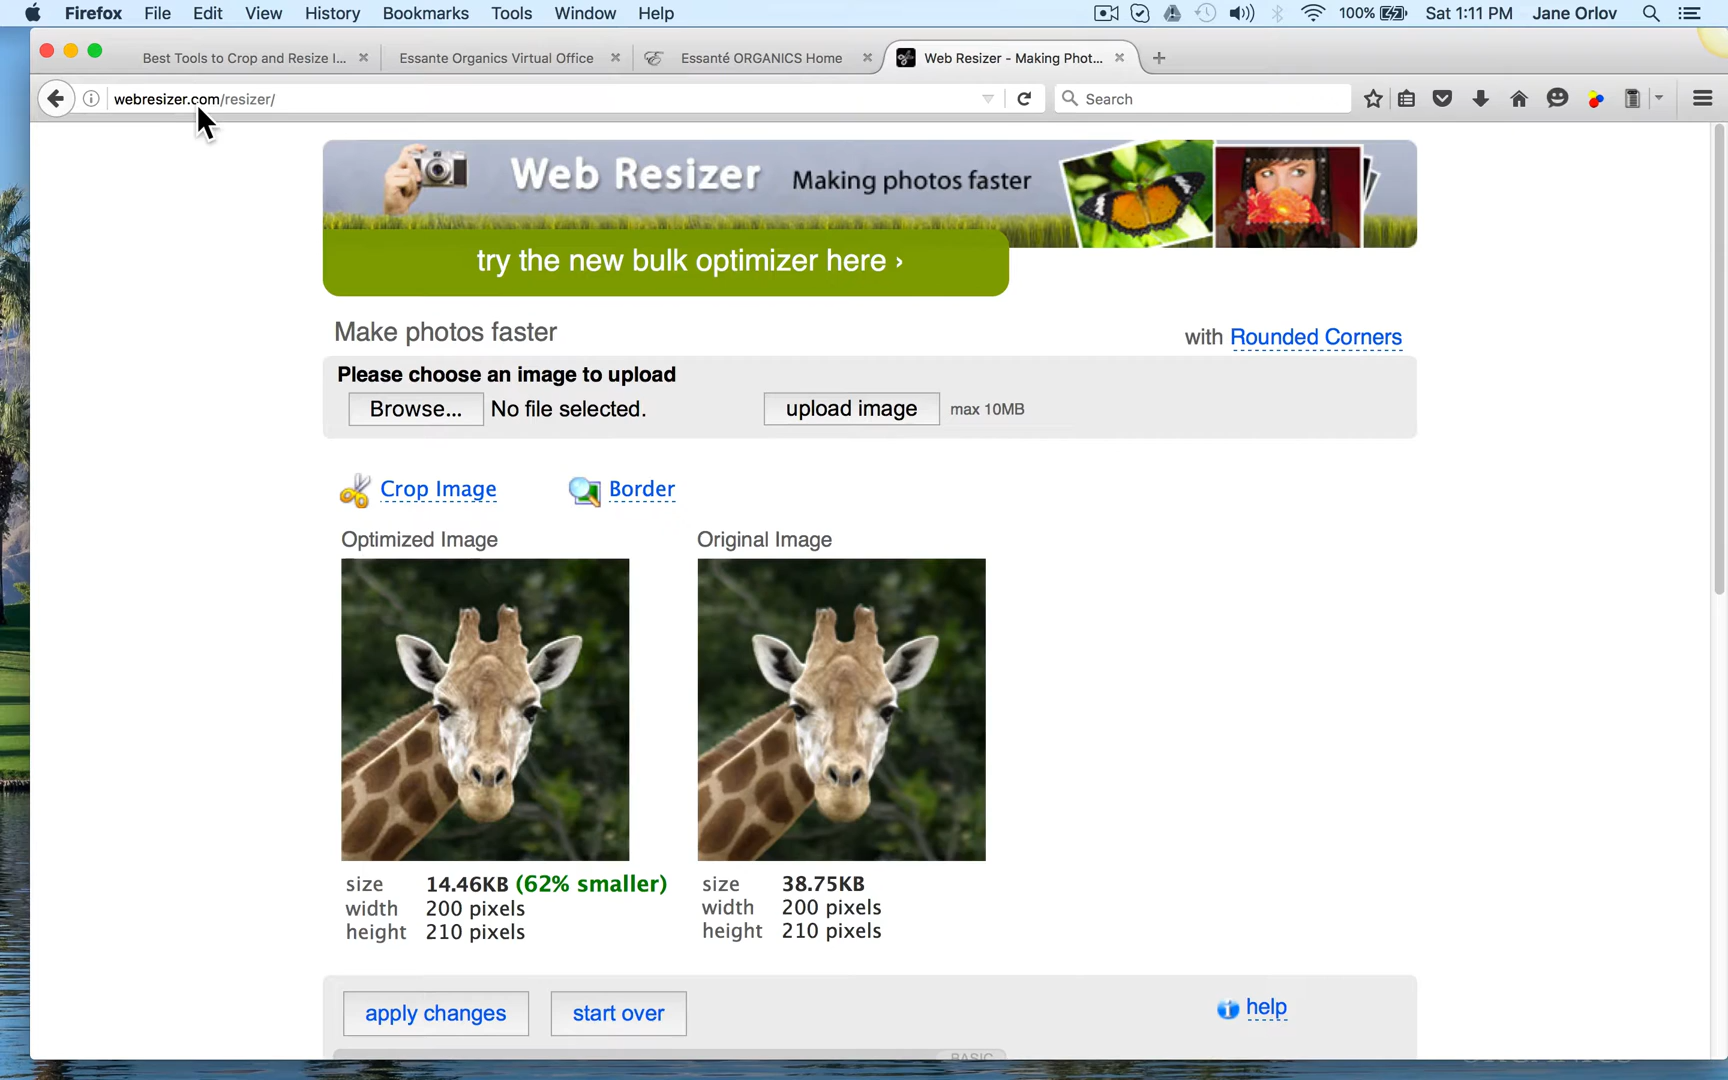 Firefox File Edit View History Bookmarks Tools Window Help 100% Sat 1:11 PM Jane Orlov
Best Tools to Crop and Resize I... Essante Organics Virtual Office Essanté ORGANICS Home Web Resizer - Making Phot...
webresizer.com/resizer/ Search
Web Resizer Making photos faster
try the new bulk optimizer here ›
Make photos faster with Rounded Corners
Please choose an image to upload
Browse... No file selected. upload image max 10MB
Crop Image Border
Optimized Image Original Image
size 14.46KB (62% smaller) size 38.75KB
width 200 pixels width 200 pixels
height 210 pixels height 210 pixels
apply changes start over help
BASIC